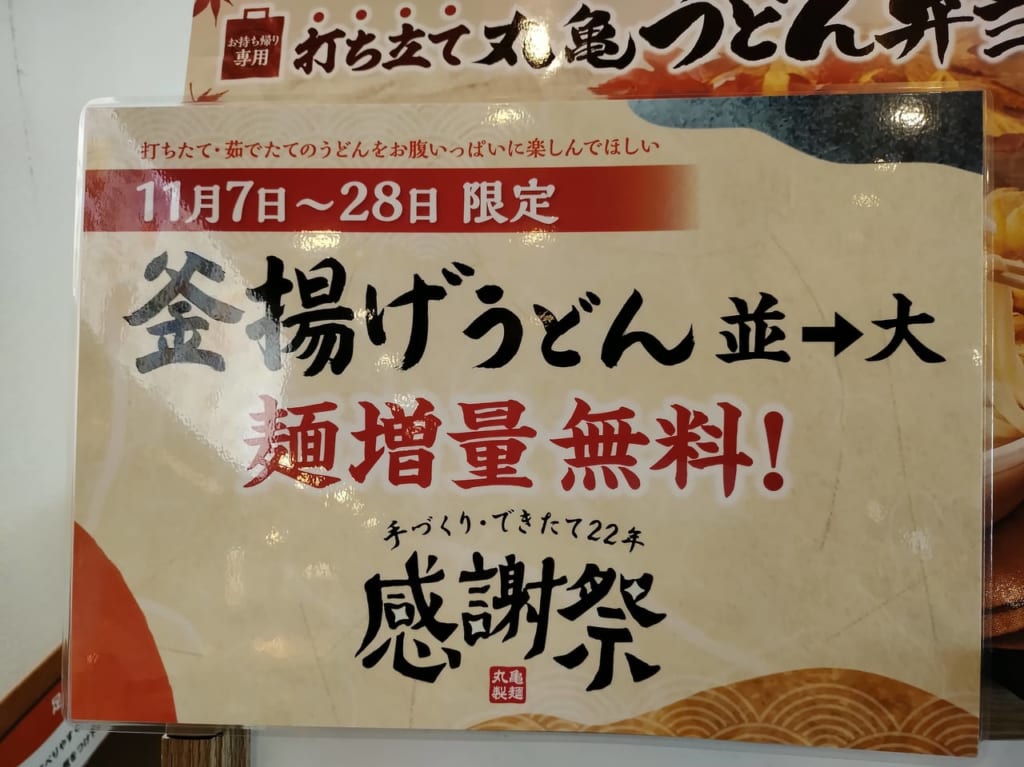 お持ち帰り
専用
打ち立て丸亀うどん弁当
打ちたて・茹でたてのうどんをお腹いっぱいに楽しんでほしい
11月7日～28日 限定
釜揚げうどん 並→大
麺増量無料!
手づくり・できたて22年
感謝祭
丸亀
製麺